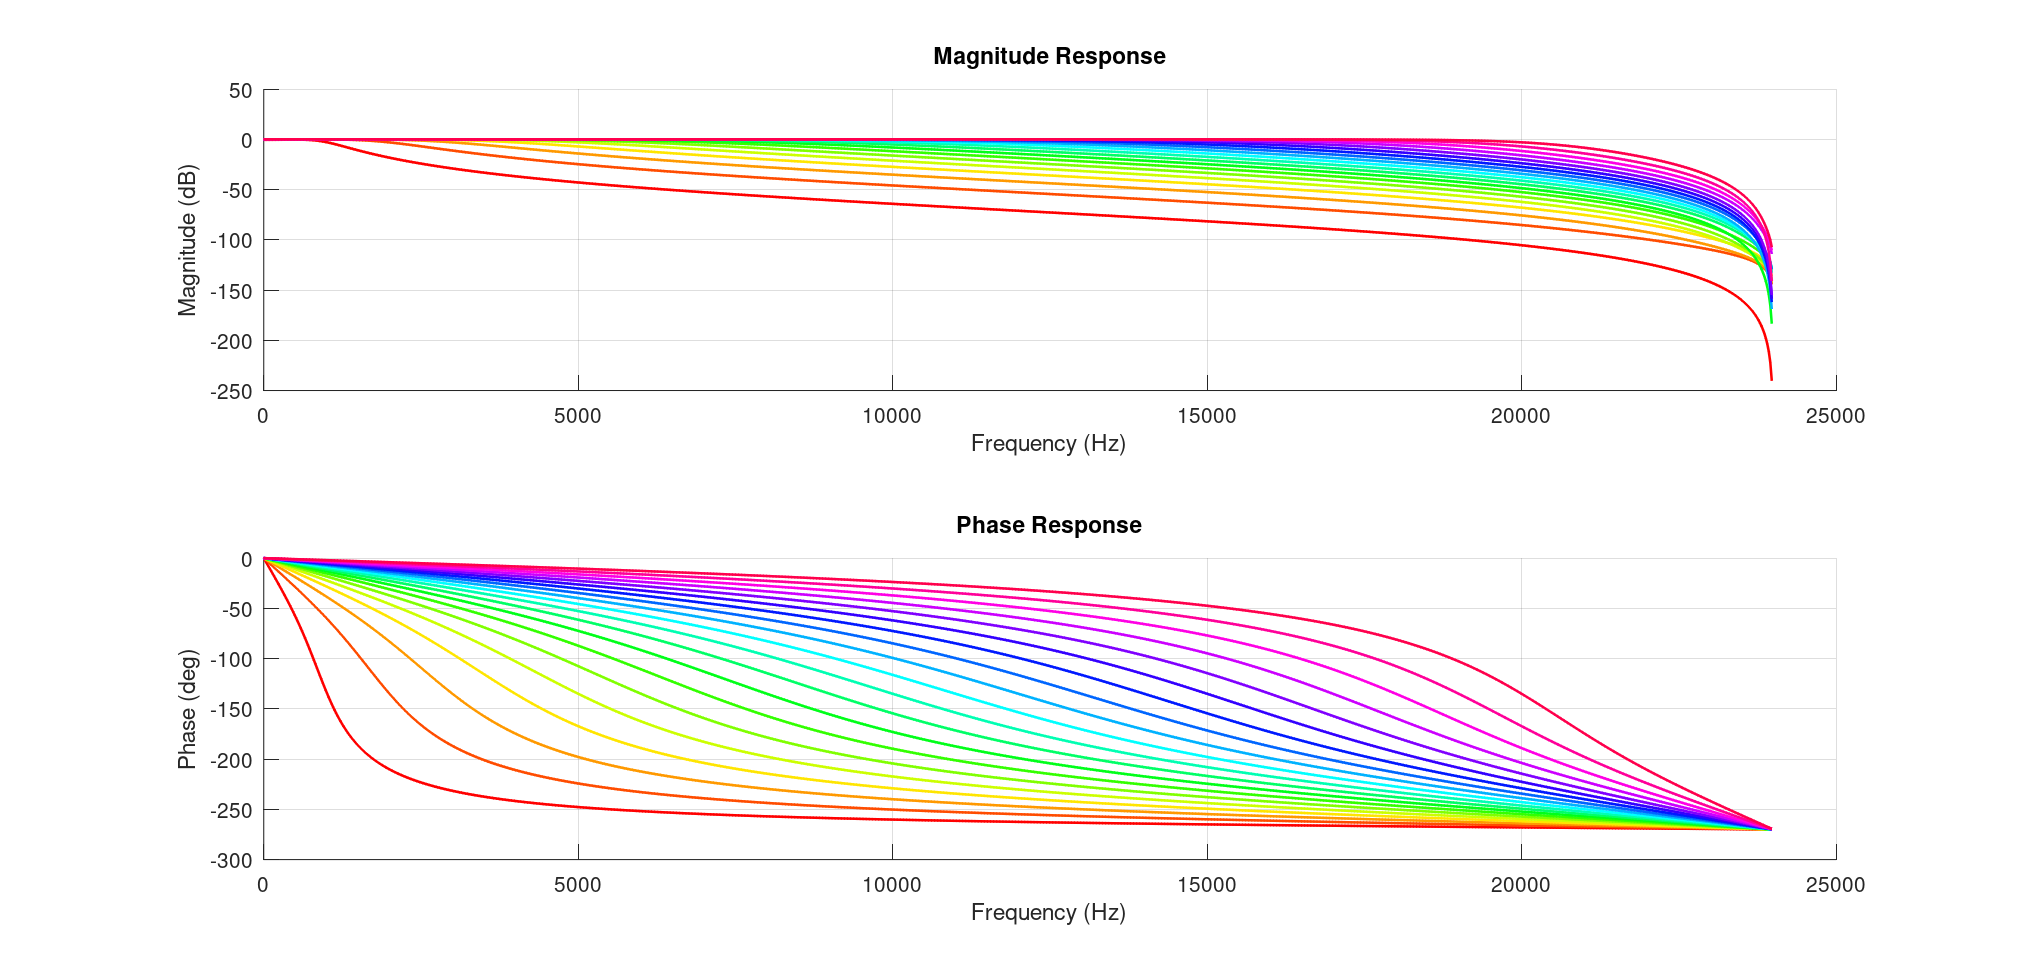 Magnitude Response
50
0
-50
-100
-150
-200
-250
Magnitude (dB)
0 5000 10000 15000 20000 25000
Frequency (Hz)
Phase Response
0
-50
-100
-150
-200
-250
-300
Phase (deg)
0 5000 10000 15000 20000 25000
Frequency (Hz)